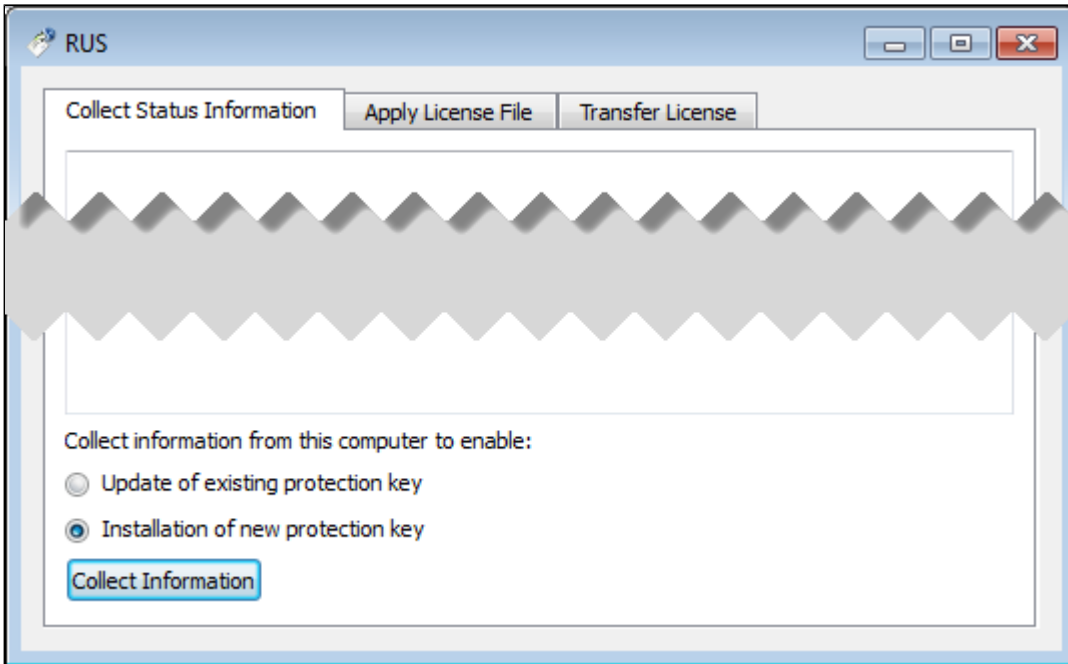 RUS
Collect Status Information
Apply License File
Transfer License
Collect information from this computer to enable:
Update of existing protection key
Installation of new protection key
Collect Information